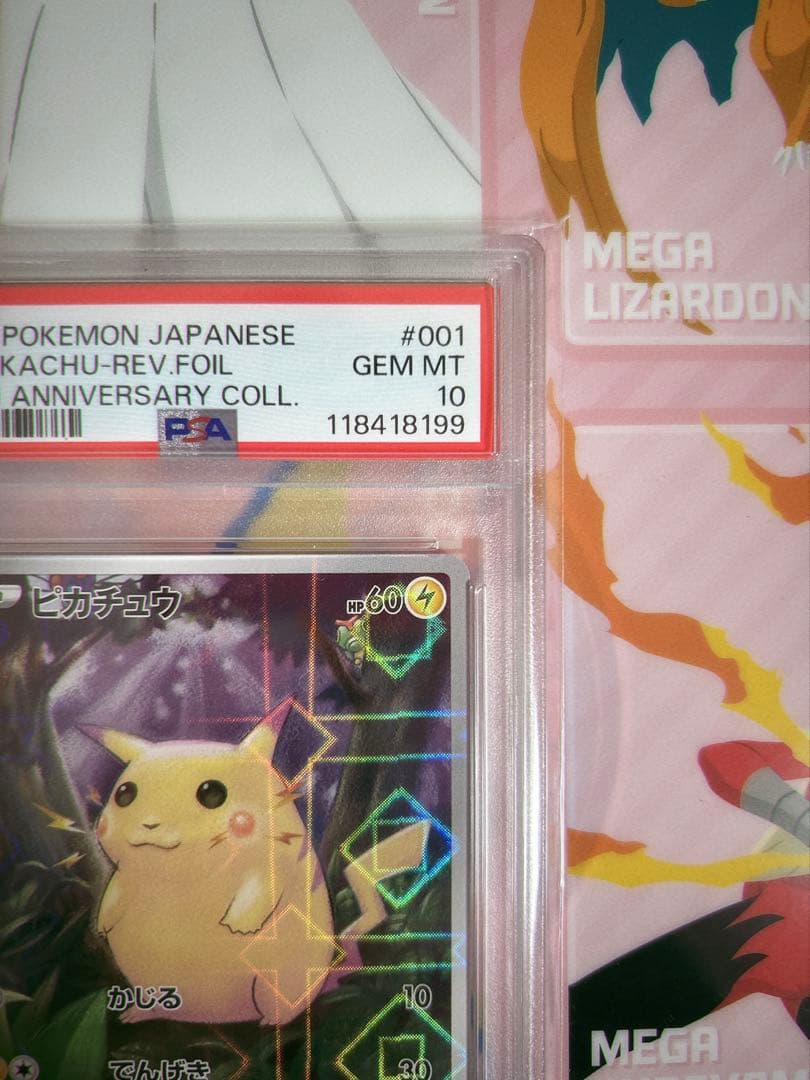 MEGA
LIZARDON
POKEMON JAPANESE #001
KACHU-REV.FOIL GEM MT
ANNIVERSARY COLL. 10
PSA 118418199
ピカチュウ HP60
かじる 10
でんげき 30
MEGA